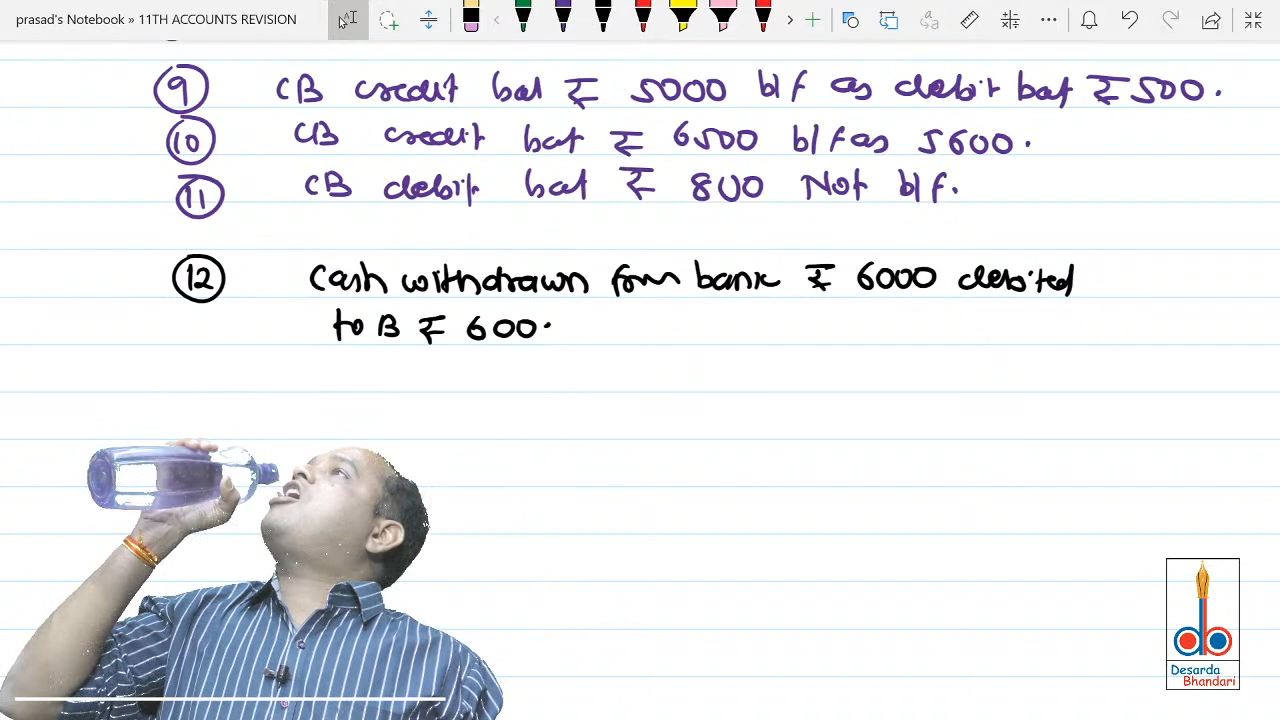 prasad's Notebook » 11TH ACCOUNTS REVISION
9 CB credit bal ₹ 5000 b/f as debit bal ₹ 500.
10 CB credit bal ₹ 6500 b/f as 5600.
11 CB debit bal ₹ 800 Not b/f.
12 Cash withdrawn from bank ₹ 6000 debited
to B ₹ 600.
Desarda
Bhandari